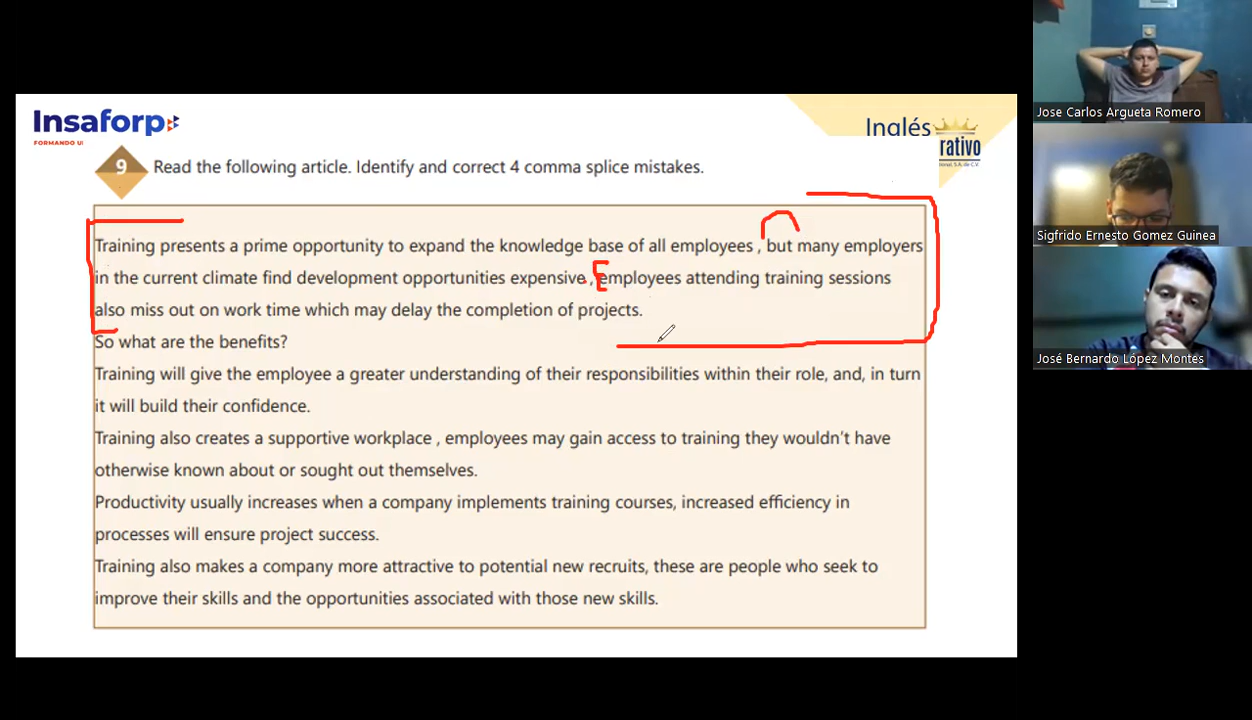 Insaforp
FORMANDO U
Inglés
rativo
9 Read the following article. Identify and correct 4 comma splice mistakes.
Training presents a prime opportunity to expand the knowledge base of all employees , but many employers
in the current climate find development opportunities expensive. , Employees attending training sessions
also miss out on work time which may delay the completion of projects.
So what are the benefits?
Training will give the employee a greater understanding of their responsibilities within their role, and, in turn
it will build their confidence.
Training also creates a supportive workplace , employees may gain access to training they wouldn't have
otherwise known about or sought out themselves.
Productivity usually increases when a company implements training courses, increased efficiency in
processes will ensure project success.
Training also makes a company more attractive to potential new recruits, these are people who seek to
improve their skills and the opportunities associated with those new skills.
Jose Carlos Argueta Romero
Sigfrido Ernesto Gomez Guinea
José Bernardo López Montes